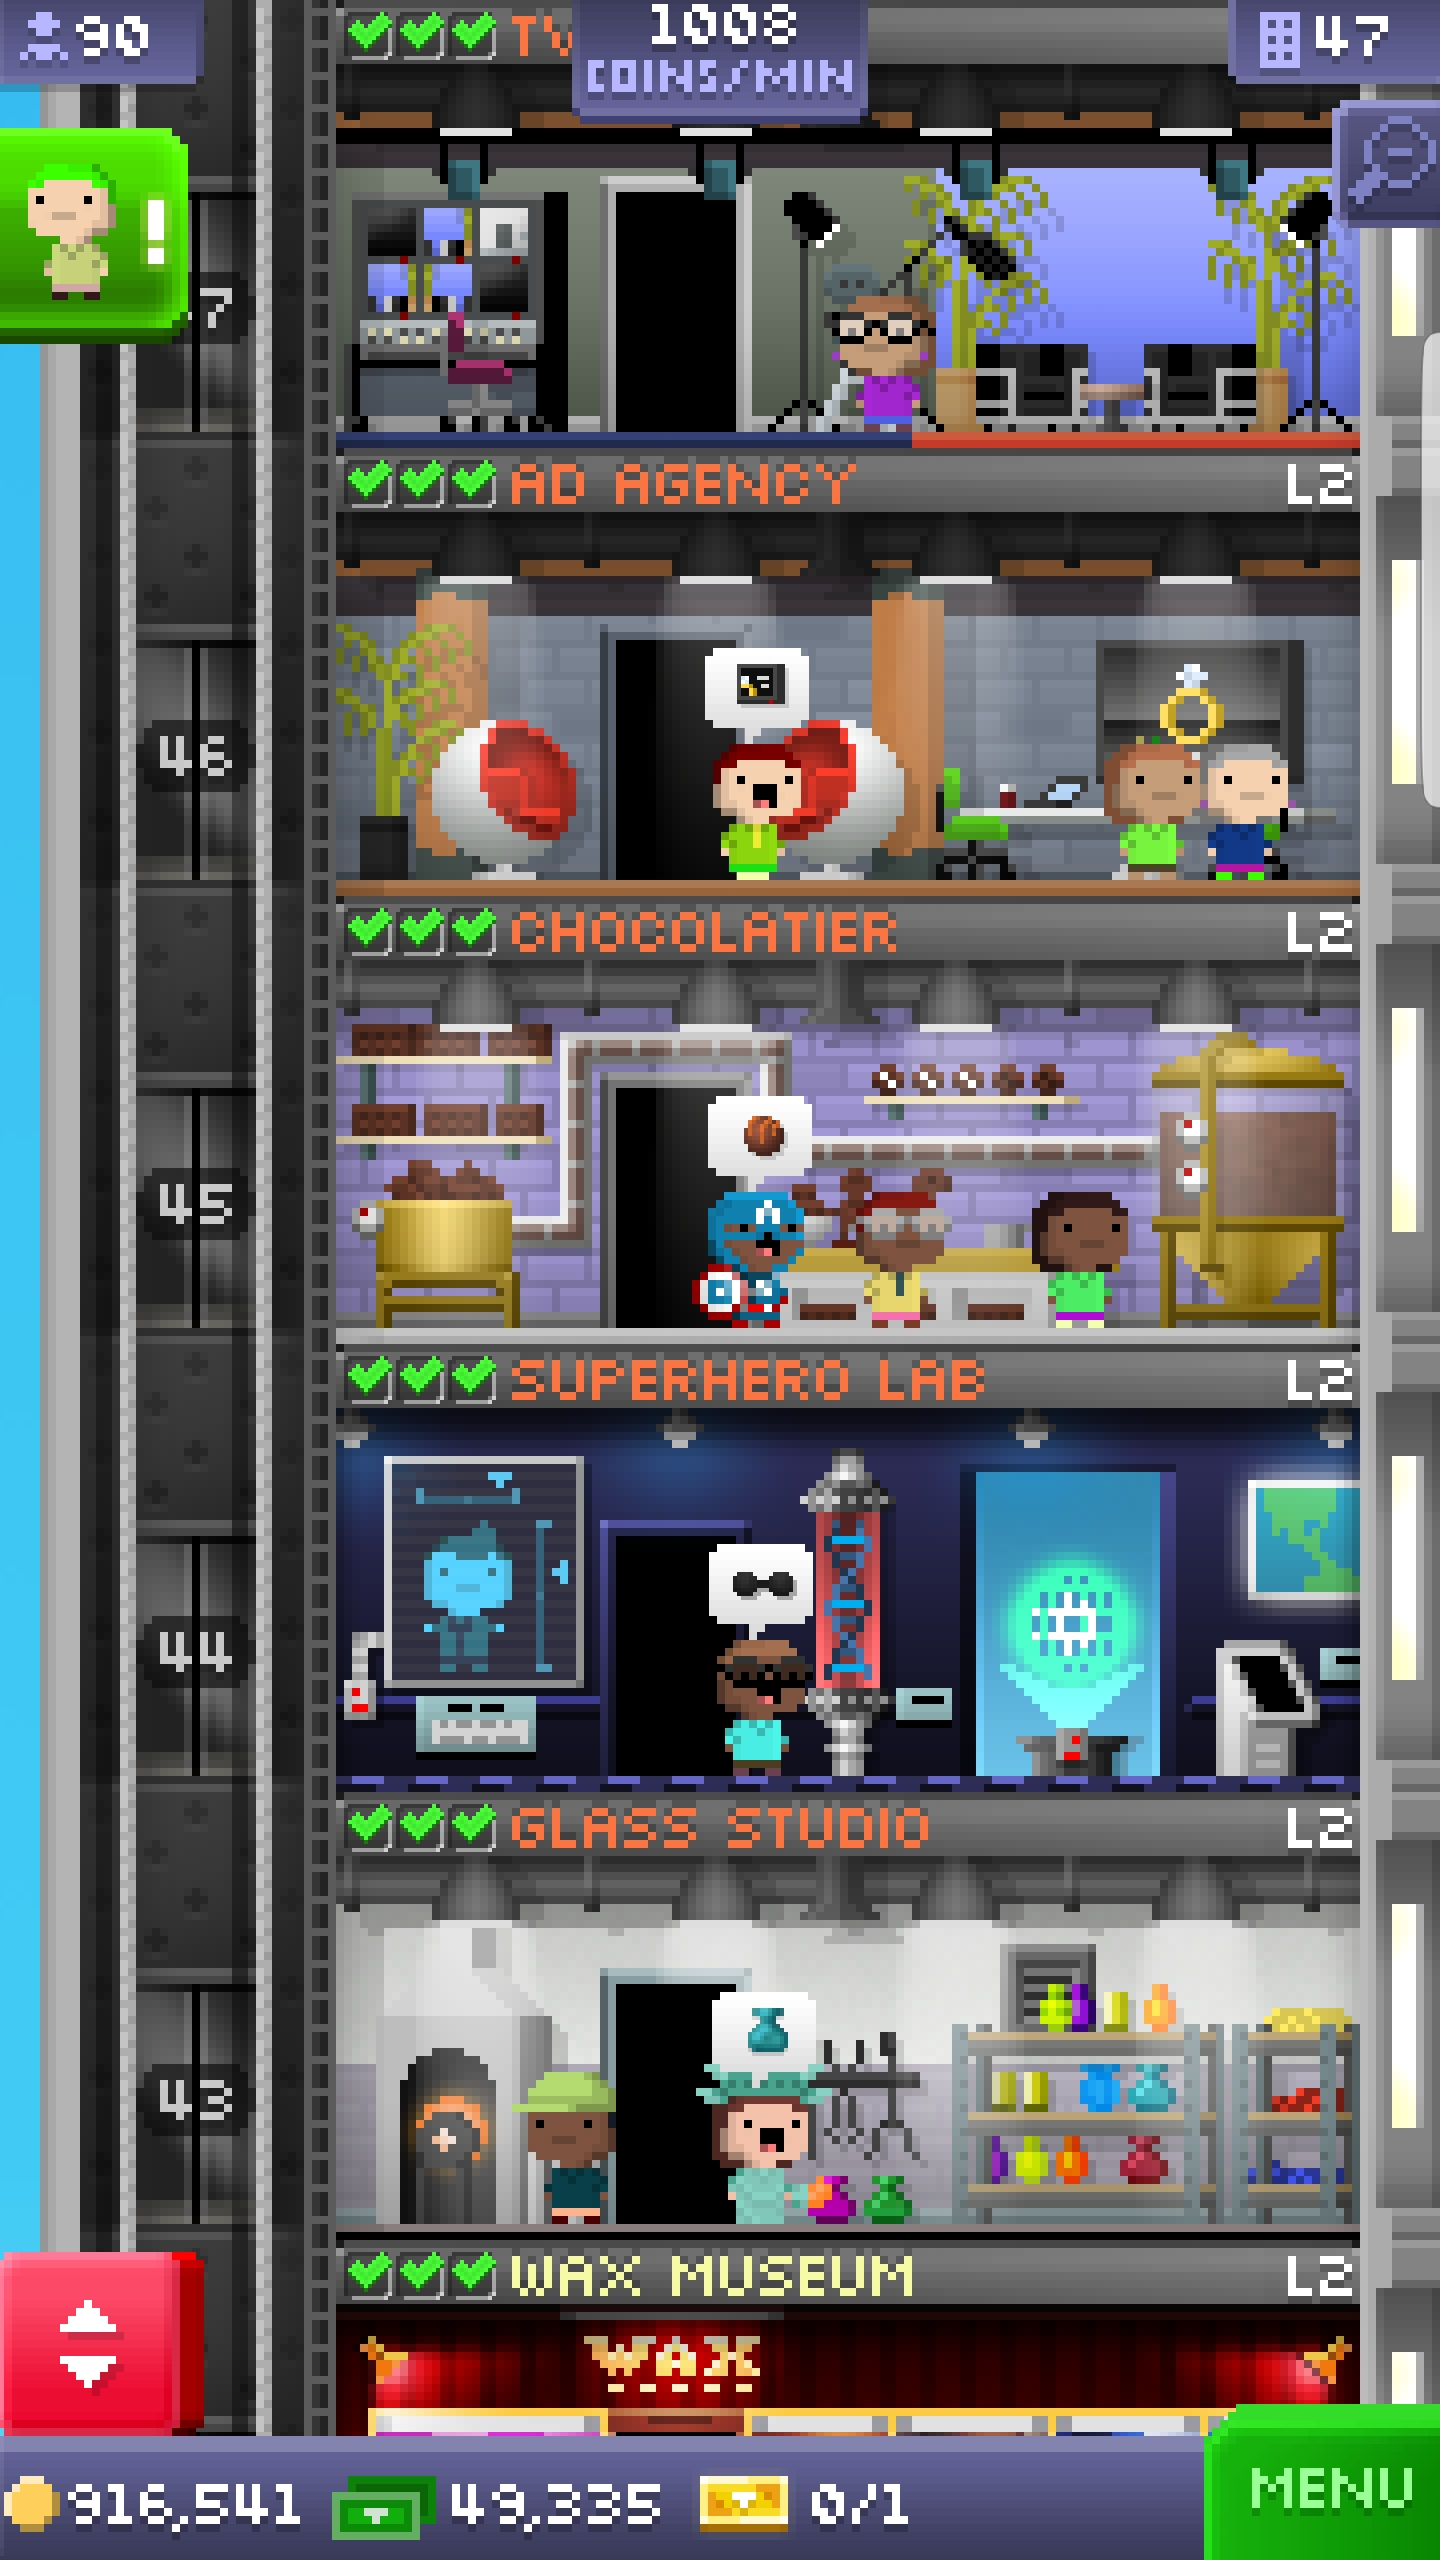 90
1008
COINS/MIN
47
TV
7
AD AGENCY L2
46
CHOCOLATIER L2
45
A
SUPERHERO LAB L2
44
GLASS STUDIO L2
43
WAX MUSEUM L2
WAX
916,541 49,335 0/1
MENU